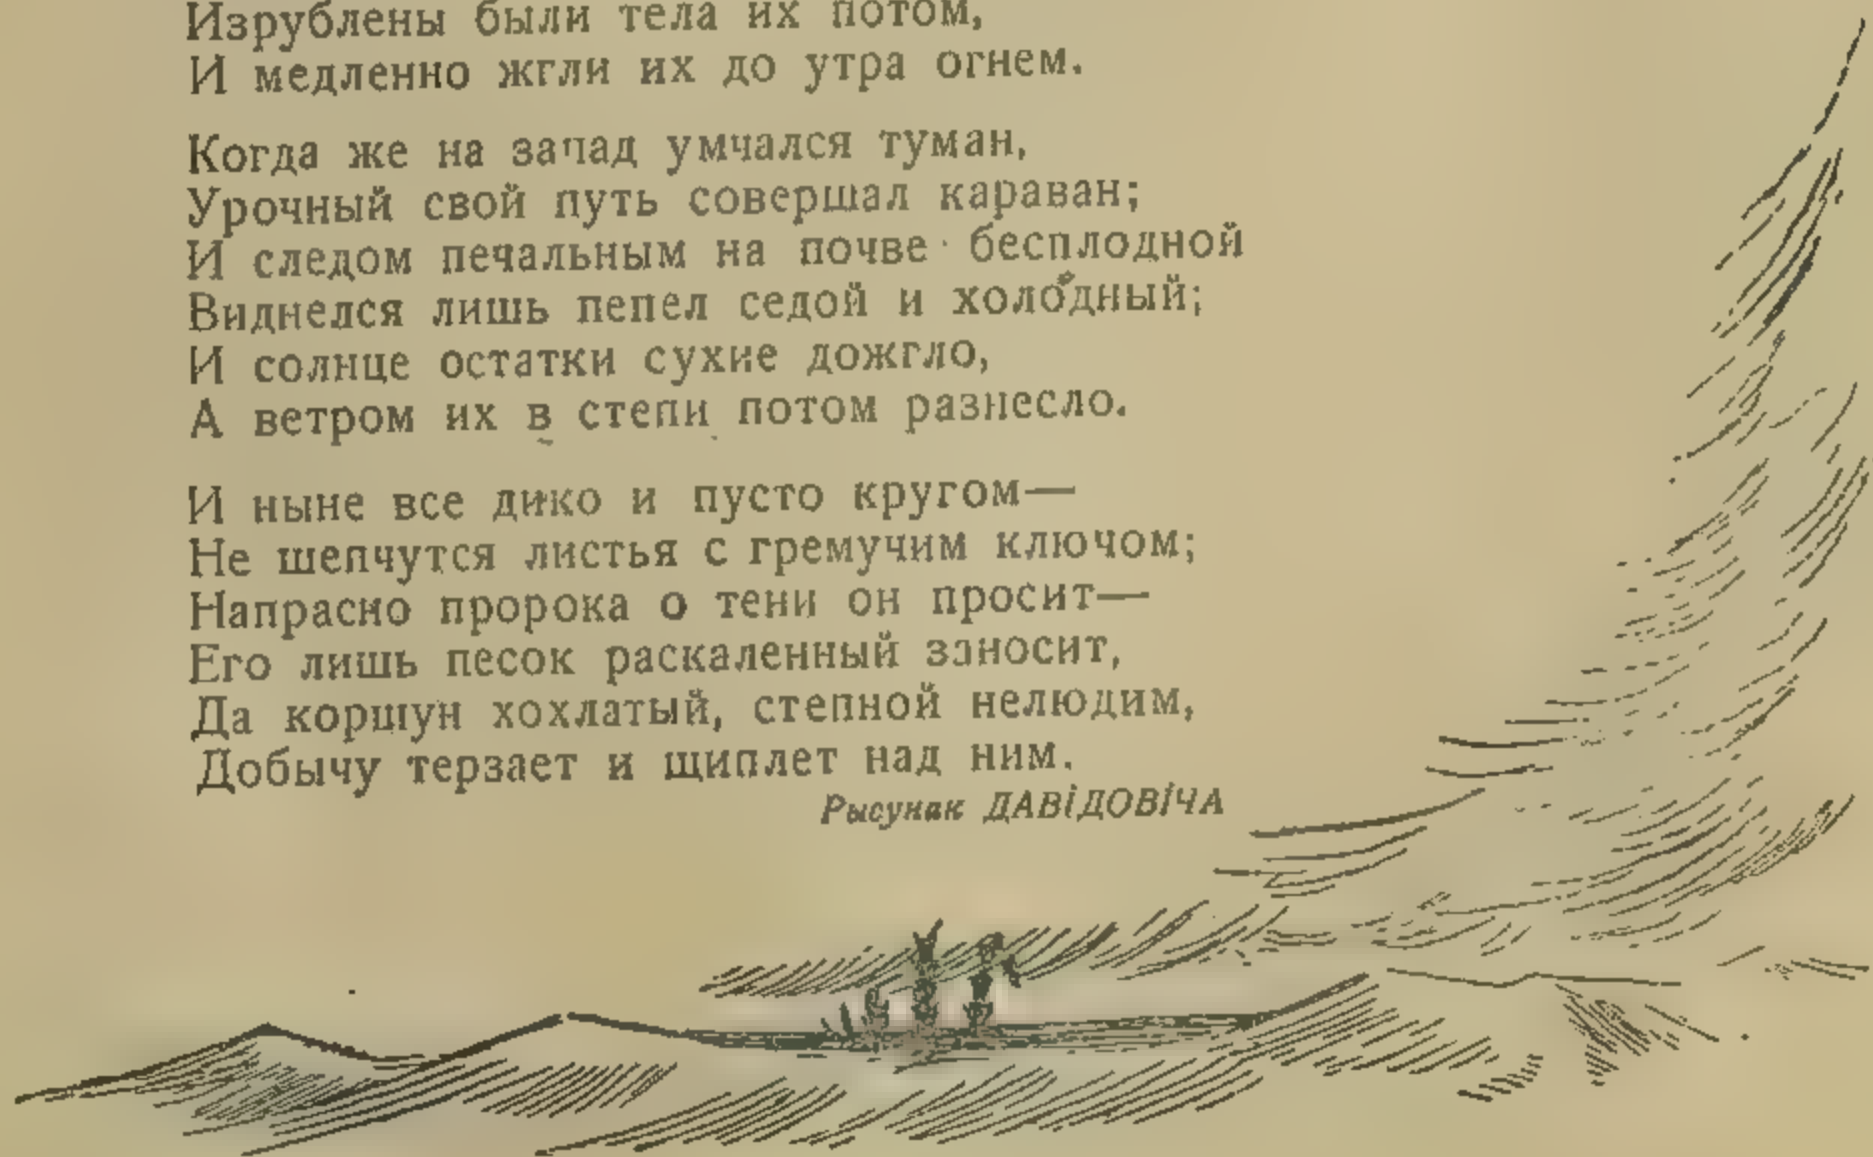 Изрублены были тела их потом,
И медленно жгли их до утра огнем.
Когда же на запад умчался туман,
Урочный свой путь совершал караван;
И следом печальным на почве бесплодной
Виднелся лишь пепел седой и холодный;
И солнце остатки сухие дожгло,
А ветром их в степи потом разнесло.
И ныне все дико и пусто кругом—
Не шепчутся листья с гремучим ключом;
Напрасно пророка о тени он просит—
Его лишь песок раскаленный заносит,
Да коршун хохлатый, степной нелюдим,
Добычу терзает и щиплет над ним.
Рысунак ДАВІДОВІЧА